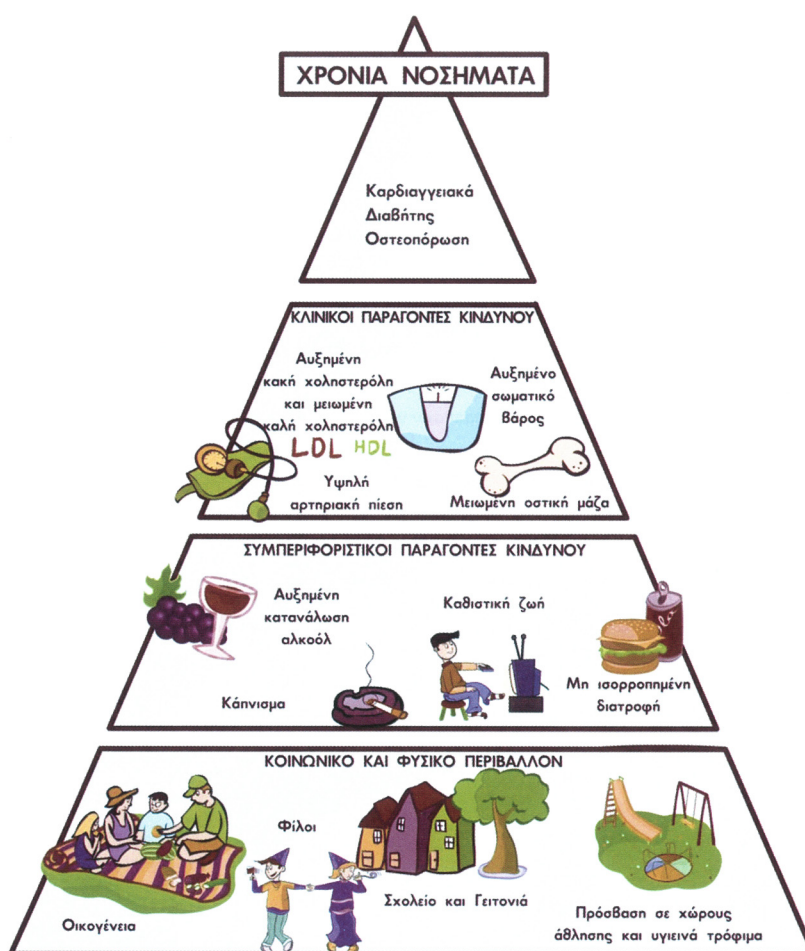 ΧΡΟΝΙΑ ΝΟΣΗΜΑΤΑ
Καρδιαγγειακά
Διαβήτης
Οστεοπόρωση
ΚΛΙΝΙΚΟΙ ΠΑΡΑΓΟΝΤΕΣ ΚΙΝΔΥΝΟΥ
Αυξημένη
κακή χοληστερόλη
και μειωμένη
καλή χοληστερόλη
LDL HDL
Αυξημένο
σωματικό
βάρος
Υψηλή
αρτηριακή πίεση
Μειωμένη οστική μάζα
ΣΥΜΠΕΡΙΦΟΡΙΣΤΙΚΟΙ ΠΑΡΑΓΟΝΤΕΣ ΚΙΝΔΥΝΟΥ
Αυξημένη
κατανάλωση
αλκοόλ
Καθιστική ζωή
Κάπνισμα
Μη ισορροπημένη
διατροφή
ΚΟΙΝΩΝΙΚΟ ΚΑΙ ΦΥΣΙΚΟ ΠΕΡΙΒΑΛΛΟΝ
Οικογένεια
Φίλοι
Σχολείο και Γειτονιά
Πρόσβαση σε χώρους
άθλησης και υγιεινά τρόφιμα